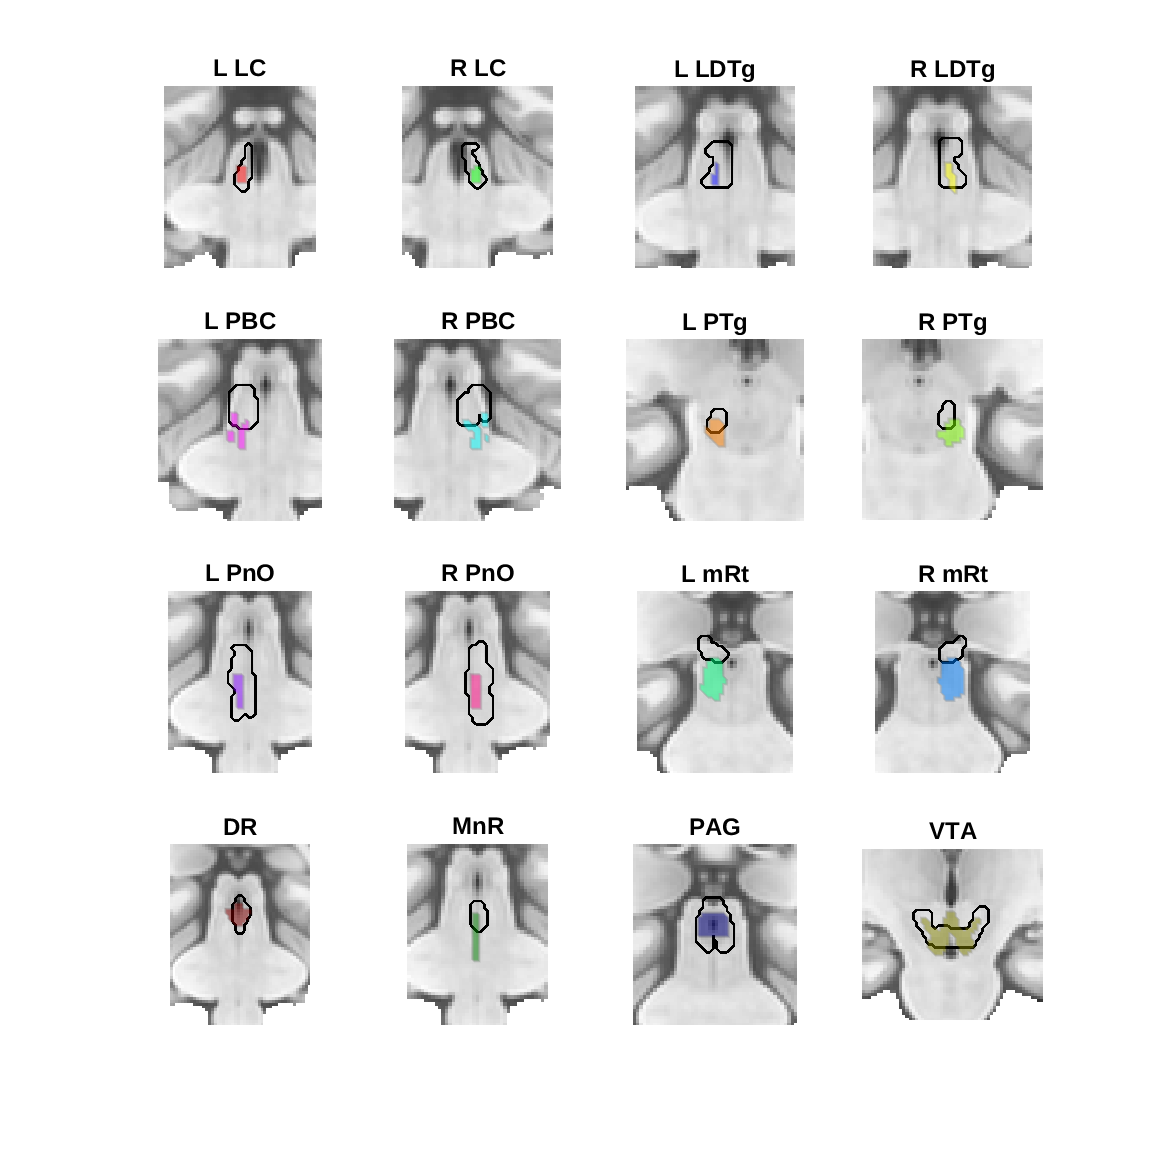 L LC R LC L LDTg R LDTg
L PBC R PBC L PTg R PTg
L PnO R PnO L mRt R mRt
DR MnR PAG VTA